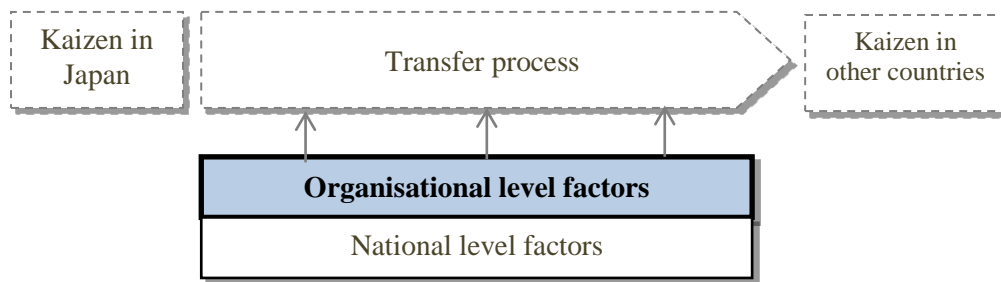 Kaizen in
Japan
Transfer process
Kaizen in
other countries
Organisational level factors
National level factors